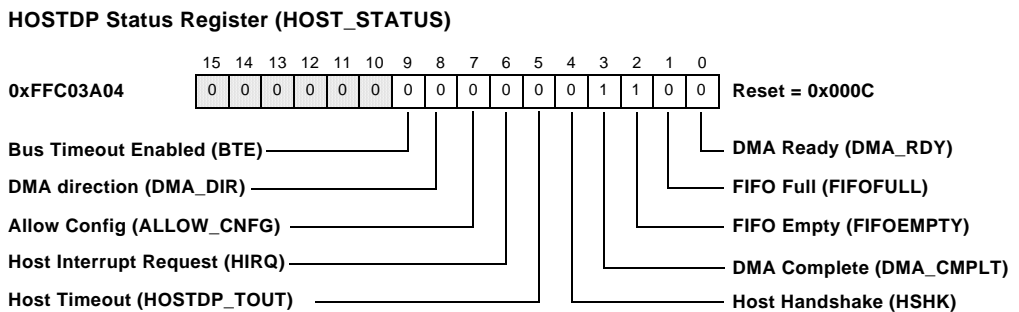 HOSTDP Status Register (HOST_STATUS)
15 14 13 12 11 10 9 8 7 6 5 4 3 2 1 0
0xFFC03A04 0 0 0 0 0 0 0 0 0 0 0 0 1 1 0 0 Reset = 0x000C
Bus Timeout Enabled (BTE) DMA Ready (DMA_RDY)
DMA direction (DMA_DIR) FIFO Full (FIFOFULL)
Allow Config (ALLOW_CNFG) FIFO Empty (FIFOEMPTY)
Host Interrupt Request (HIRQ) DMA Complete (DMA_CMPLT)
Host Timeout (HOSTDP_TOUT) Host Handshake (HSHK)